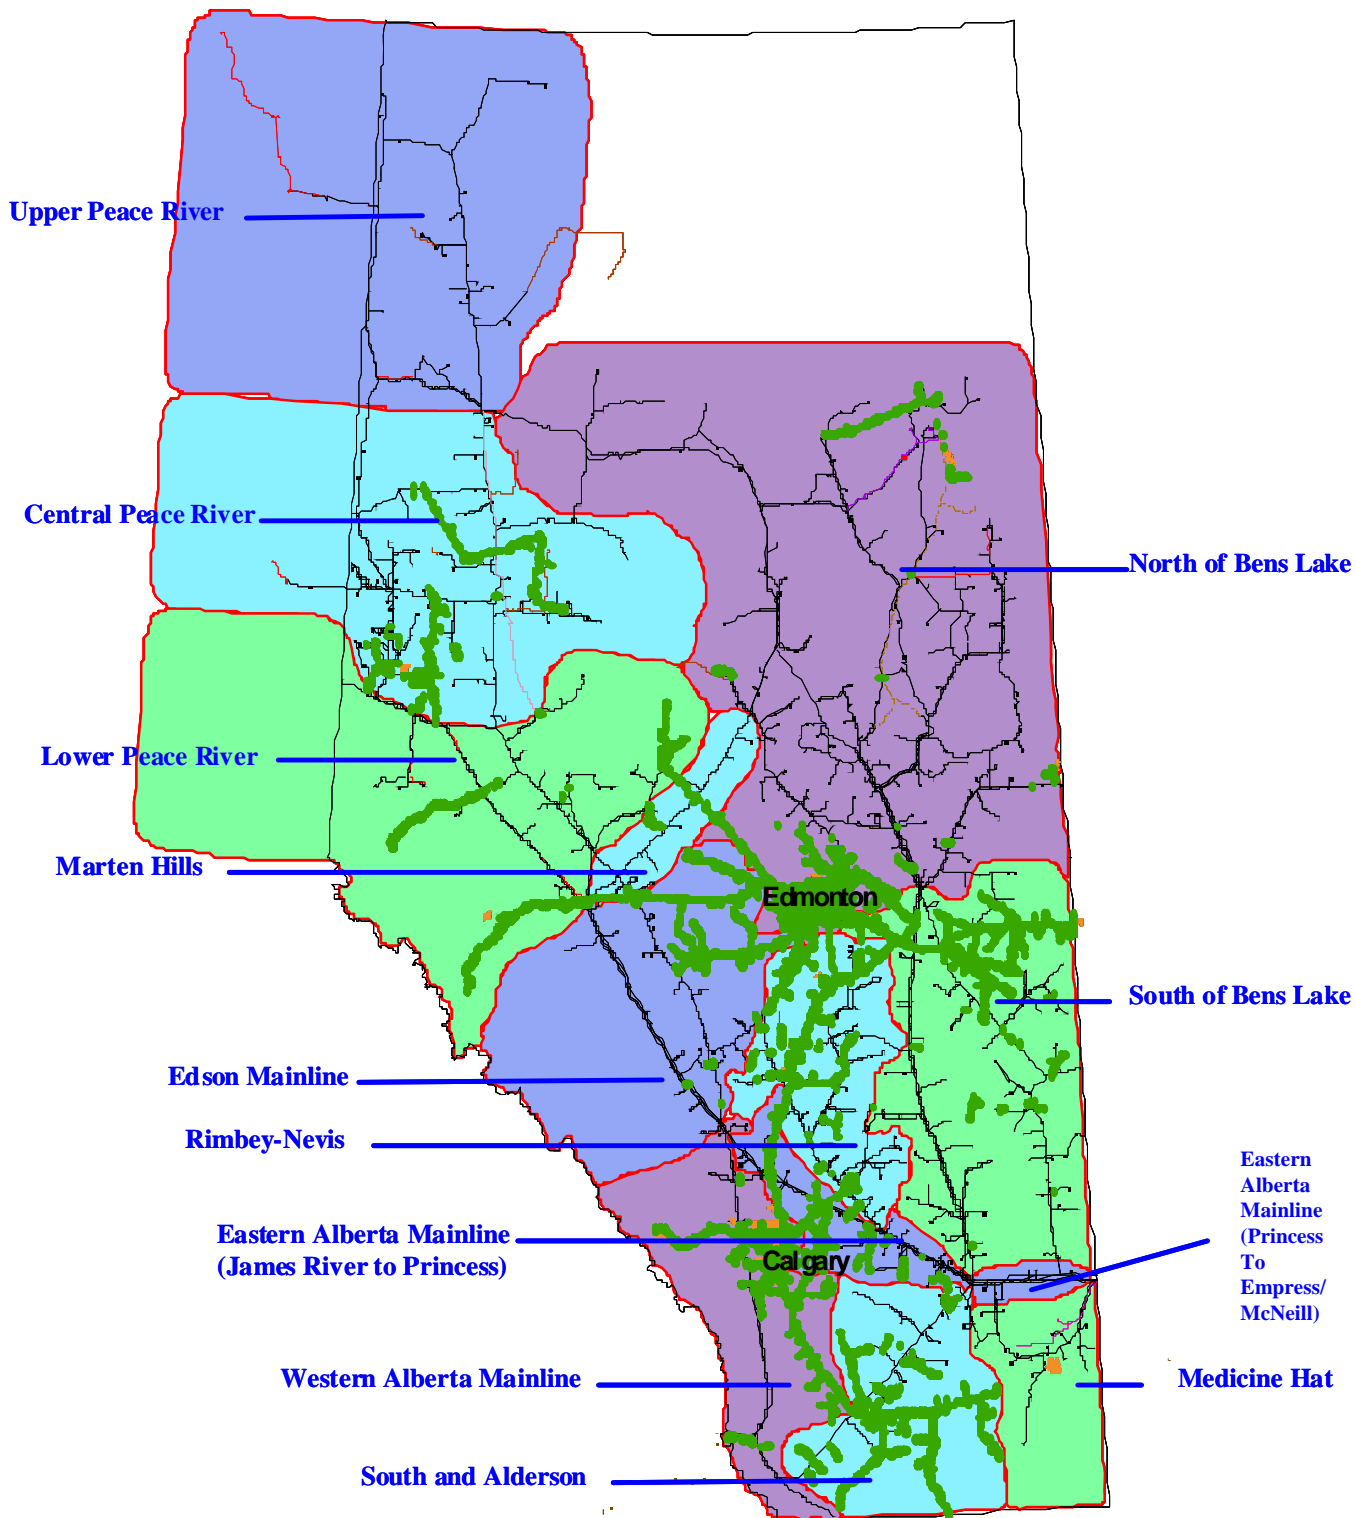 Upper Peace River
Central Peace River
North of Bens Lake
Lower Peace River
Marten Hills
Edmonton
South of Bens Lake
Edson Mainline
Rimbey-Nevis
Eastern
Alberta
Mainline
(Princess
To
Empress/
McNeill)
Eastern Alberta Mainline
(James River to Princess)
Calgary
Western Alberta Mainline
Medicine Hat
South and Alderson